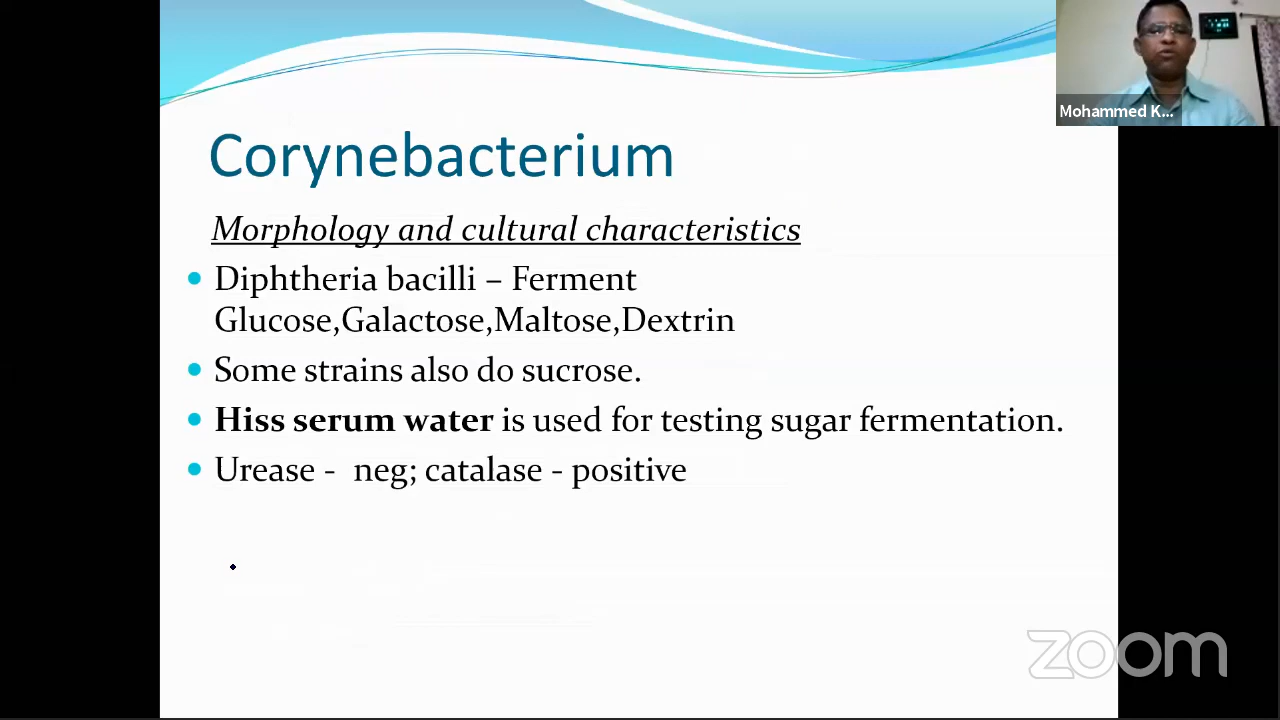 Mohammed K...
Corynebacterium
Morphology and cultural characteristics
• Diphtheria bacilli – Ferment
Glucose,Galactose,Maltose,Dextrin
• Some strains also do sucrose.
• Hiss serum water is used for testing sugar fermentation.
• Urease -  neg; catalase - positive
zoom